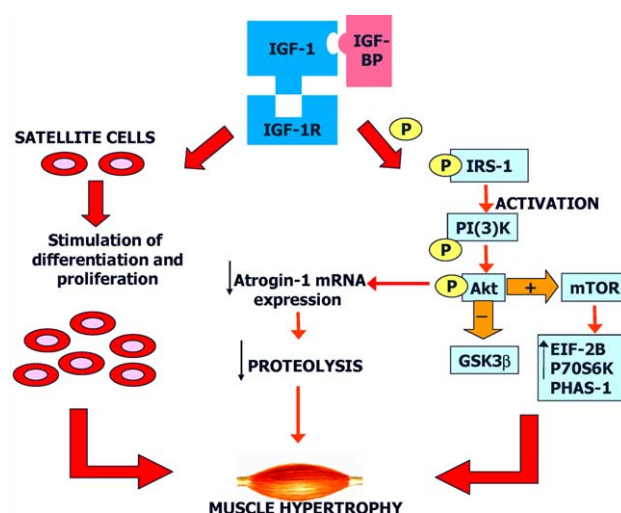 IGF-1
IGF-
BP
IGF-1R
P
SATELLITE CELLS
P
IRS-1
ACTIVATION
PI(3)K
P
Stimulation of
differentiation and
proliferation
↓Atrogin-1 mRNA
expression
P
Akt
+
mTOR
−
↓PROTEOLYSIS
GSK3β
↑EIF-2B
P70S6K
PHAS-1
MUSCLE HYPERTROPHY